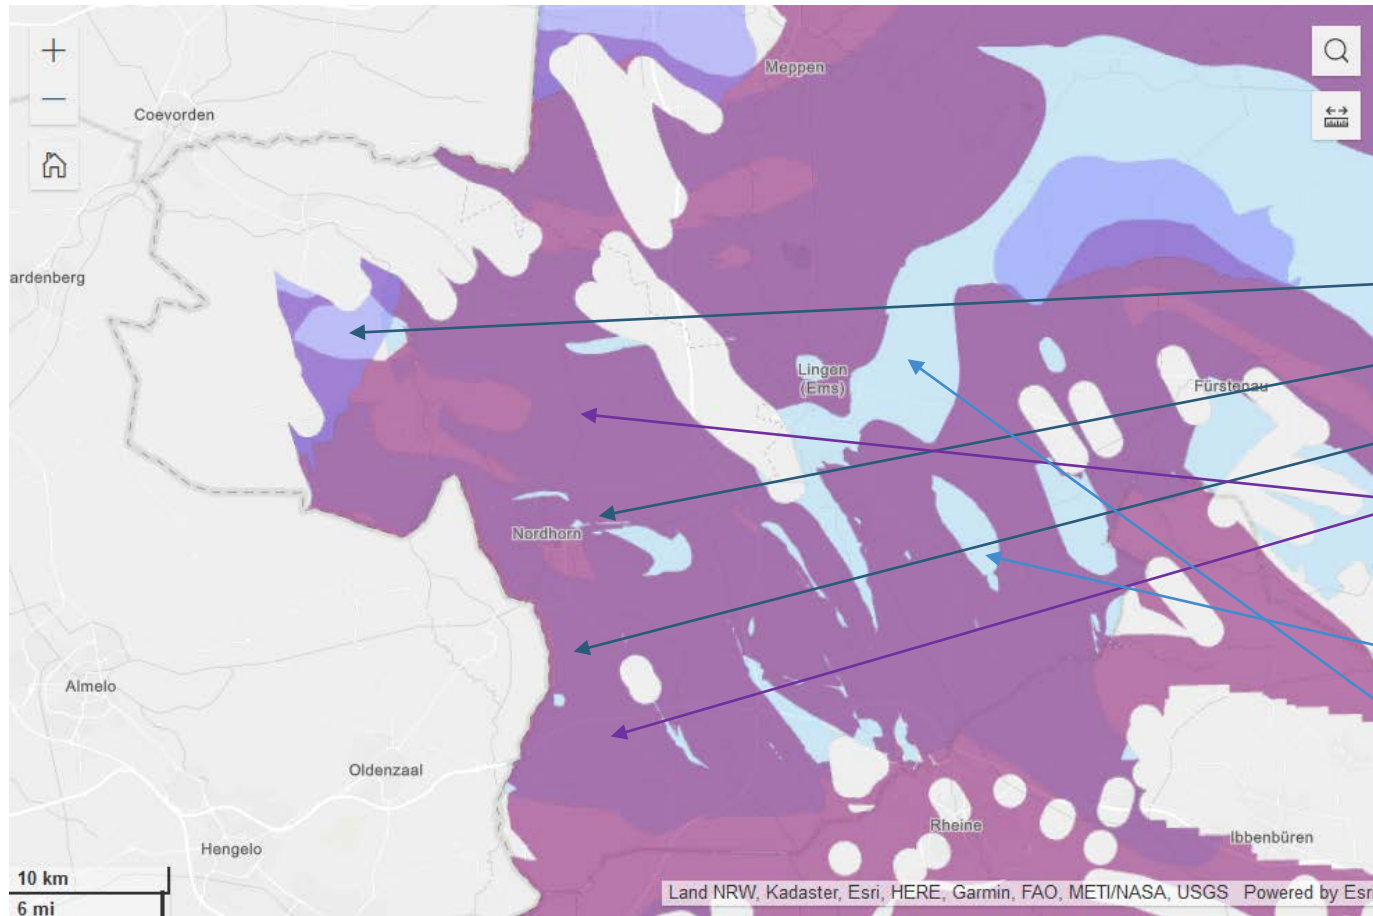 Meppen
Coevorden
ardenberg
Lingen
(Ems)
Fürstenau
Nordhorn
Almelo
Oldenzaal
Rheine
Ibbenbüren
Hengelo
10 km
6 mi
Land NRW, Kadaster, Esri, HERE, Garmin, FAO, METI/NASA, USGS Powered by Esri